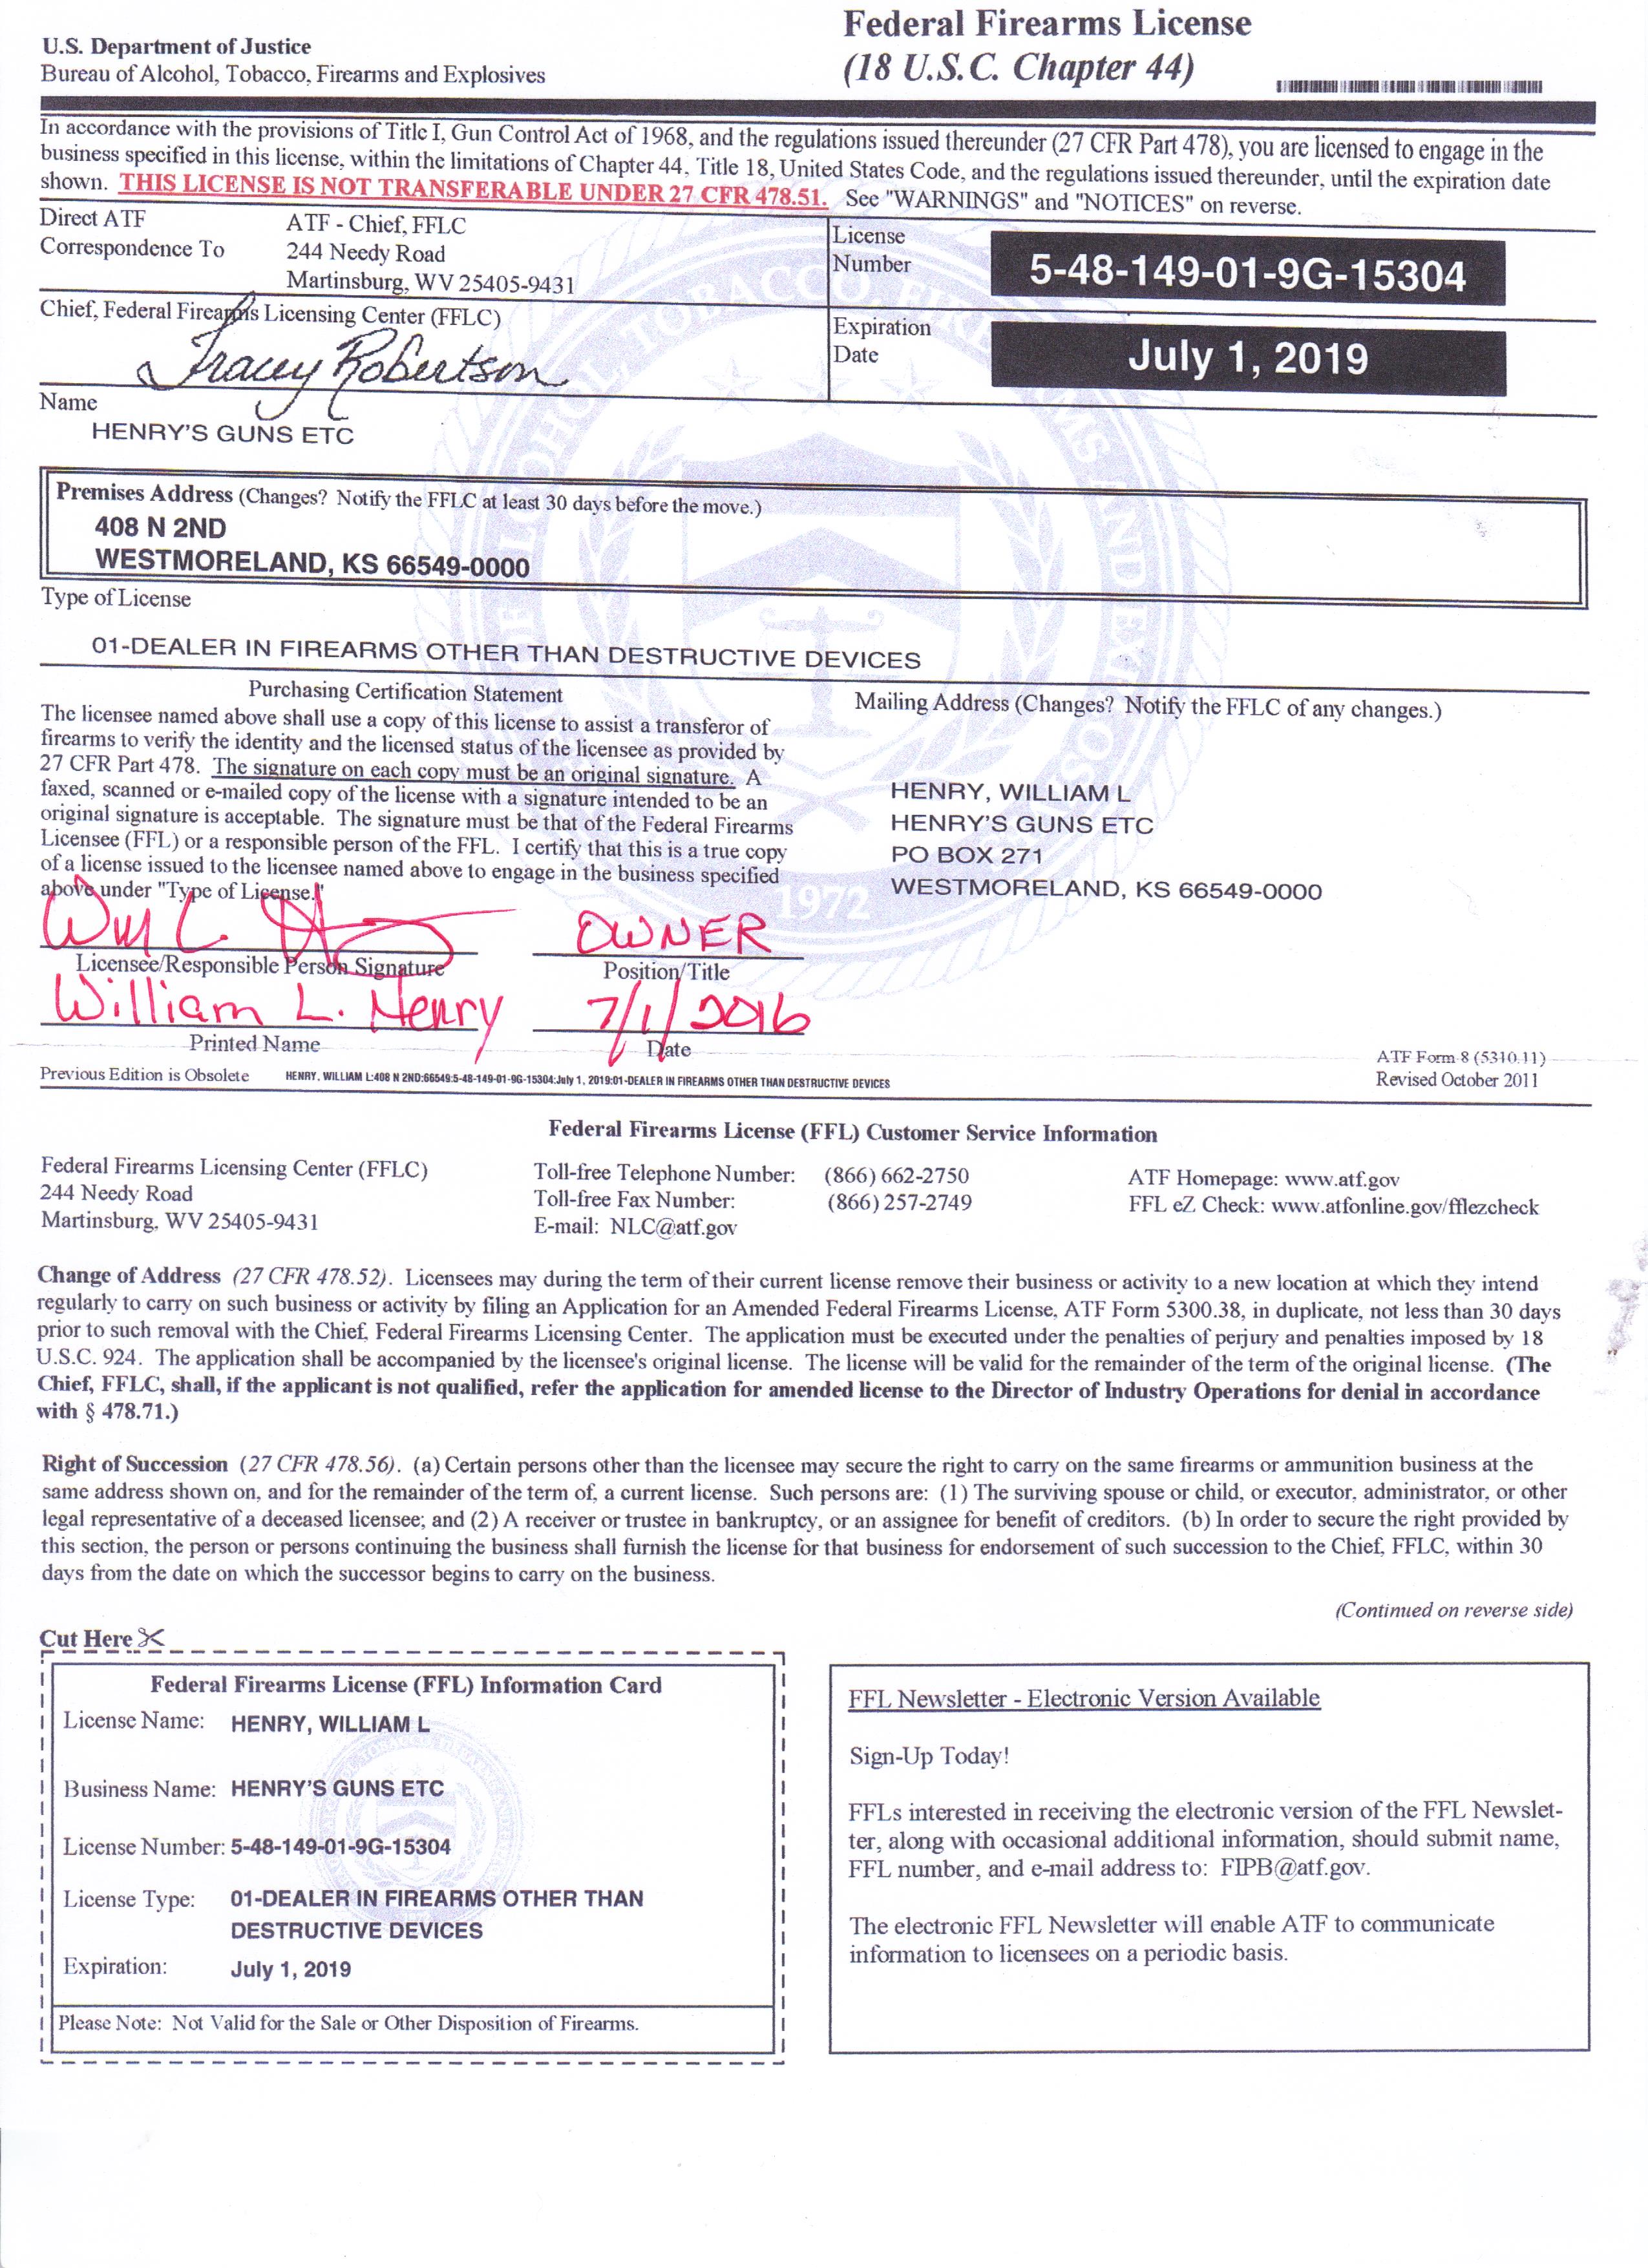 Federal Firearms License
(18 U.S.C. Chapter 44)
U.S. Department of Justice
Bureau of Alcohol, Tobacco, Firearms and Explosives
In accordance with the provisions of Title I, Gun Control Act of 1968, and the regulations issued thereunder (27 CFR Part 478), you are licensed to engage in the
business specified in this license, within the limitations of Chapter 44, Title 18, United States Code, and the regulations issued thereunder, until the expiration date
shown. THIS LICENSE IS NOT TRANSFERABLE UNDER 27 CFR 478.51. See "WARNINGS" and "NOTICES" on reverse.
Direct ATF
Correspondence To
ATF - Chief, FFLC
244 Needy Road
Martinsburg, WV 25405-9431
License
Number
5-48-149-01-9G-15304
Chief, Federal Firearms Licensing Center (FFLC)
Tracey Robertson
Expiration
Date
July 1, 2019
Name
HENRY'S GUNS ETC
Premises Address (Changes? Notify the FFLC at least 30 days before the move.)
408 N 2ND
WESTMORELAND, KS 66549-0000
Type of License
01-DEALER IN FIREARMS OTHER THAN DESTRUCTIVE DEVICES
Purchasing Certification Statement
The licensee named above shall use a copy of this license to assist a transferor of
firearms to verify the identity and the licensed status of the licensee as provided by
27 CFR Part 478. The signature on each copy must be an original signature. A
faxed, scanned or e-mailed copy of the license with a signature intended to be an
original signature is acceptable. The signature must be that of the Federal Firearms
Licensee (FFL) or a responsible person of the FFL. I certify that this is a true copy
of a license issued to the licensee named above to engage in the business specified
above under "Type of License."
Mailing Address (Changes? Notify the FFLC of any changes.)
HENRY, WILLIAM L
HENRY'S GUNS ETC
PO BOX 271
WESTMORELAND, KS 66549-0000
1972
OWNER
Licensee/Responsible Person Signature
Position/Title
William L. Henry
7/1/2016
Printed Name
Date
ATF Form 8 (5310.11)
Revised October 2011
Previous Edition is Obsolete
HENRY, WILLIAM L:408 N 2ND:66549:5-48-149-01-9G-15304:July 1, 2019:01-DEALER IN FIREARMS OTHER THAN DESTRUCTIVE DEVICES
Federal Firearms License (FFL) Customer Service Information
Federal Firearms Licensing Center (FFLC)
244 Needy Road
Martinsburg, WV 25405-9431
Toll-free Telephone Number: (866) 662-2750
Toll-free Fax Number: (866) 257-2749
E-mail: NLC@atf.gov
ATF Homepage: www.atf.gov
FFL eZ Check: www.atfonline.gov/fflezcheck
Change of Address (27 CFR 478.52). Licensees may during the term of their current license remove their business or activity to a new location at which they intend
regularly to carry on such business or activity by filing an Application for an Amended Federal Firearms License, ATF Form 5300.38, in duplicate, not less than 30 days
prior to such removal with the Chief, Federal Firearms Licensing Center. The application must be executed under the penalties of perjury and penalties imposed by 18
U.S.C. 924. The application shall be accompanied by the licensee's original license. The license will be valid for the remainder of the term of the original license. (The
Chief, FFLC, shall, if the applicant is not qualified, refer the application for amended license to the Director of Industry Operations for denial in accordance
with § 478.71.)
Right of Succession (27 CFR 478.56). (a) Certain persons other than the licensee may secure the right to carry on the same firearms or ammunition business at the
same address shown on, and for the remainder of the term of, a current license. Such persons are: (1) The surviving spouse or child, or executor, administrator, or other
legal representative of a deceased licensee; and (2) A receiver or trustee in bankruptcy, or an assignee for benefit of creditors. (b) In order to secure the right provided by
this section, the person or persons continuing the business shall furnish the license for that business for endorsement of such succession to the Chief, FFLC, within 30
days from the date on which the successor begins to carry on the business.
(Continued on reverse side)
Cut Here
Federal Firearms License (FFL) Information Card
License Name: HENRY, WILLIAM L
Business Name: HENRY'S GUNS ETC
License Number: 5-48-149-01-9G-15304
License Type: 01-DEALER IN FIREARMS OTHER THAN
DESTRUCTIVE DEVICES
Expiration: July 1, 2019
Please Note: Not Valid for the Sale or Other Disposition of Firearms.
FFL Newsletter - Electronic Version Available
Sign-Up Today!
FFLs interested in receiving the electronic version of the FFL Newslet-
ter, along with occasional additional information, should submit name,
FFL number, and e-mail address to: FIPB@atf.gov.
The electronic FFL Newsletter will enable ATF to communicate
information to licensees on a periodic basis.